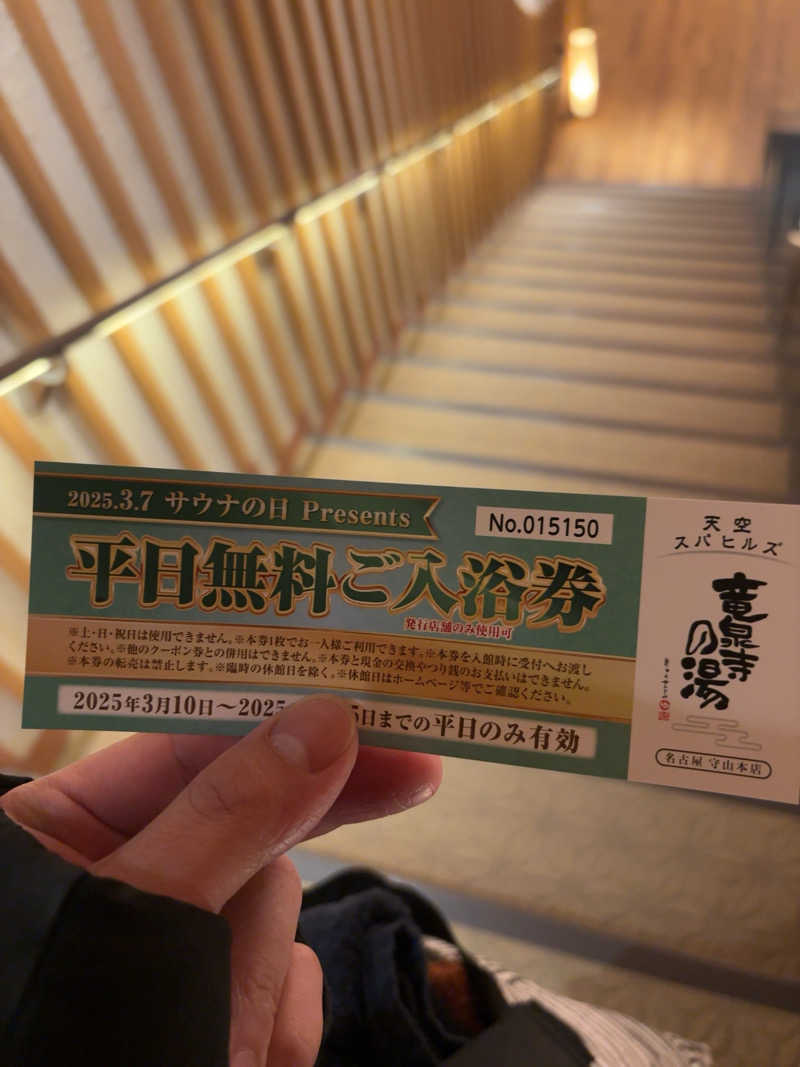 2025.3.7 サウナの日 Presents
No.015150
平日無料ご入浴券
発行店舗のみ使用可
※土・日・祝日は使用できません。※本券1枚でお一人様ご利用できます。※本券を入館時に受付へお渡し
ください。※他のクーポン券との併用はできません。※本券と現金の交換やつり銭のお支払いはできません。
※本券の転売は禁止します。※臨時の休館日を除く。※休館日はホームページ等でご確認ください。
2025年3月10日～2025 5日までの平日のみ有効
天空
スパヒルズ
竜泉寺
の湯
名古屋 守山本店